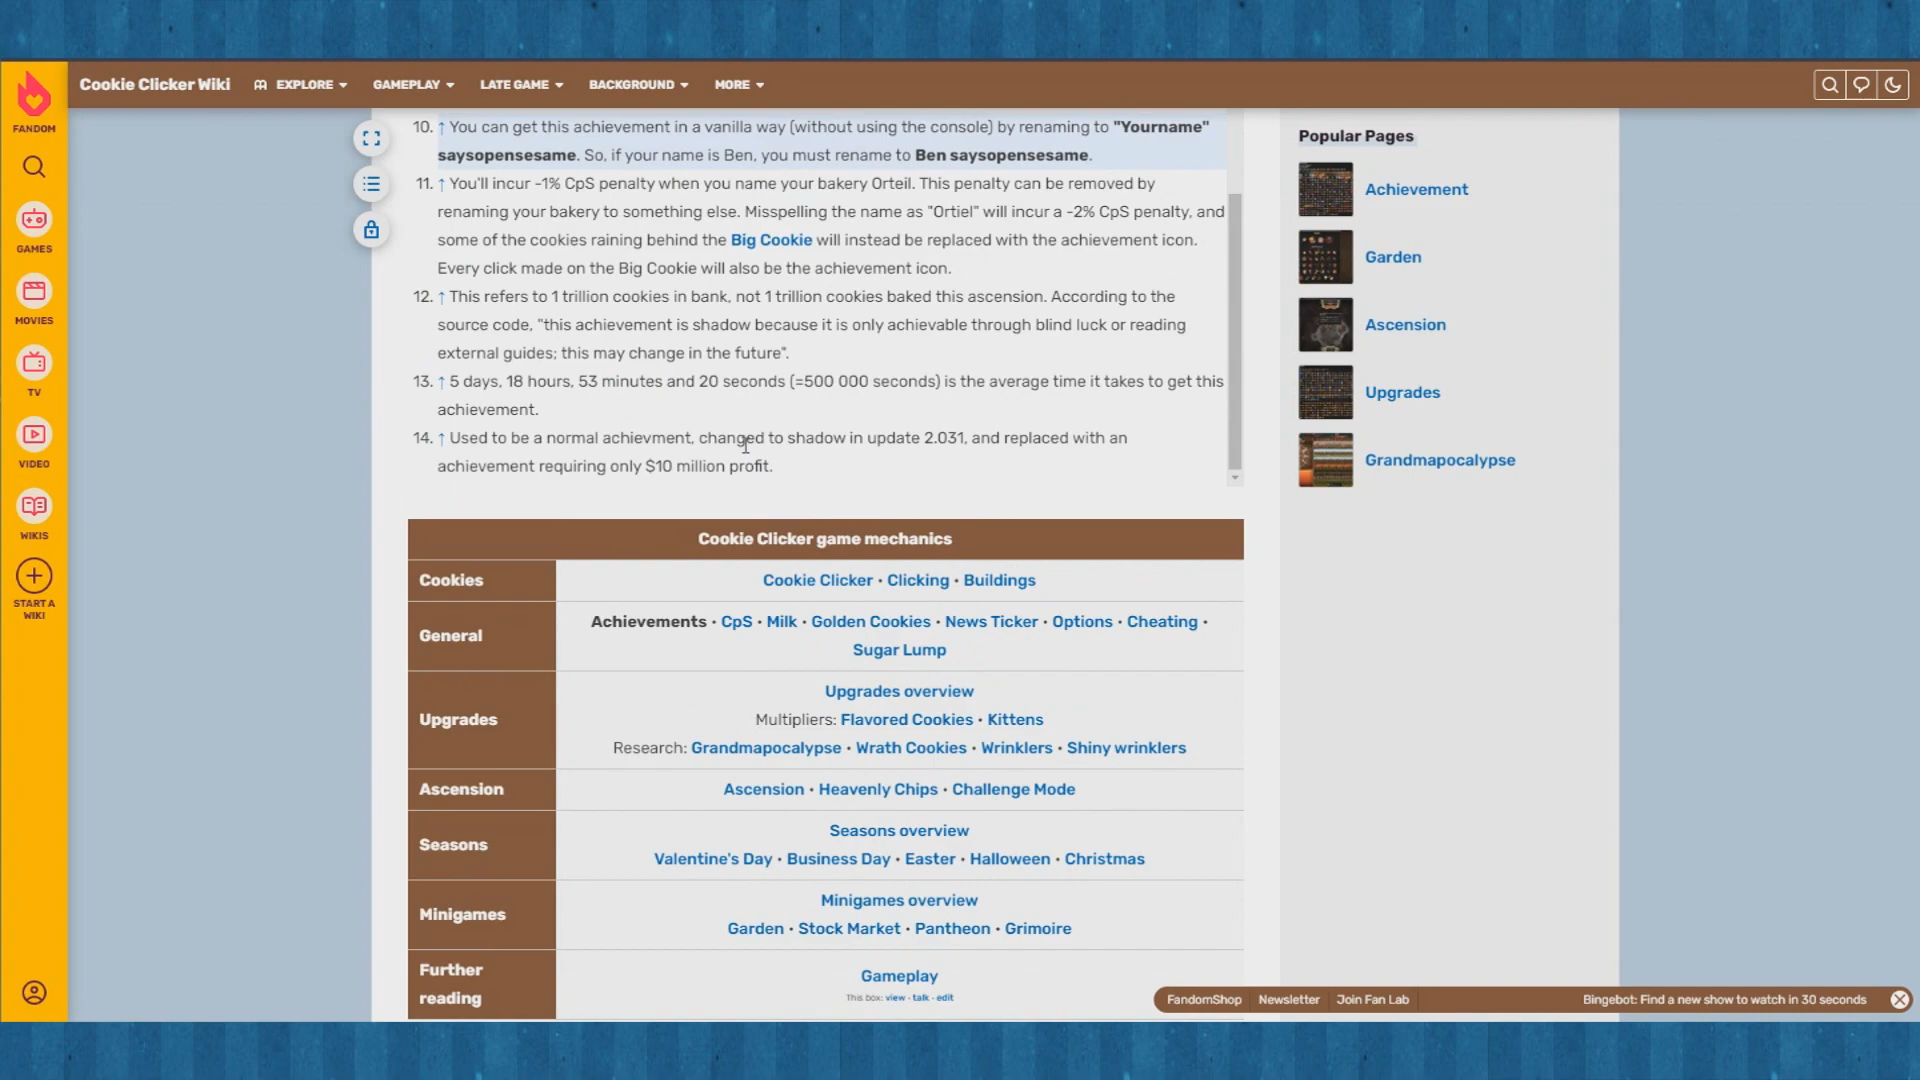 Cookie Clicker Wiki
EXPLORE
GAMEPLAY
LATE GAME
BACKGROUND
MORE
FANDOM
GAMES
MOVIES
TV
VIDEO
WIKIS
START A
WIKI
10. ↑ You can get this achievement in a vanilla way (without using the console) by renaming to "Yourname"
saysopensesame. So, if your name is Ben, you must rename to Ben saysopensesame.
11. ↑ You'll incur -1% CpS penalty when you name your bakery Orteil. This penalty can be removed by
renaming your bakery to something else. Misspelling the name as "Ortiel" will incur a -2% CpS penalty, and
some of the cookies raining behind the Big Cookie will instead be replaced with the achievement icon.
Every click made on the Big Cookie will also be the achievement icon.
12. ↑ This refers to 1 trillion cookies in bank, not 1 trillion cookies baked this ascension. According to the
source code, "this achievement is shadow because it is only achievable through blind luck or reading
external guides; this may change in the future".
13. ↑ 5 days, 18 hours, 53 minutes and 20 seconds (=500 000 seconds) is the average time it takes to get this
achievement.
14. ↑ Used to be a normal achievment, changed to shadow in update 2.031, and replaced with an
achievement requiring only $10 million profit.
Cookie Clicker game mechanics
Cookies
Cookie Clicker · Clicking · Buildings
General
Achievements · CpS · Milk · Golden Cookies · News Ticker · Options · Cheating ·
Sugar Lump
Upgrades
Upgrades overview
Multipliers: Flavored Cookies · Kittens
Research: Grandmapocalypse · Wrath Cookies · Wrinklers · Shiny wrinklers
Ascension
Ascension · Heavenly Chips · Challenge Mode
Seasons
Seasons overview
Valentine's Day · Business Day · Easter · Halloween · Christmas
Minigames
Minigames overview
Garden · Stock Market · Pantheon · Grimoire
Further
reading
Gameplay
This box: view · talk · edit
Popular Pages
Achievement
Garden
Ascension
Upgrades
Grandmapocalypse
FandomShop
Newsletter
Join Fan Lab
Bingebot: Find a new show to watch in 30 seconds